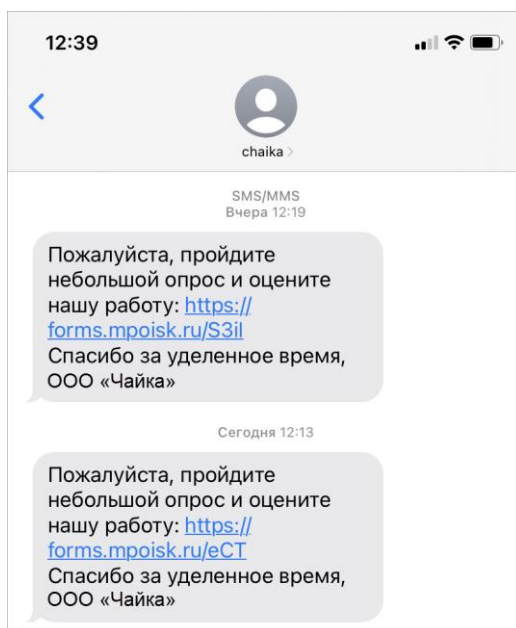 12:39
chaika
SMS/MMS
Вчера 12:19
Пожалуйста, пройдите
небольшой опрос и оцените
нашу работу: https://
forms.mpoisk.ru/S3il
Спасибо за уделенное время,
ООО «Чайка»
Сегодня 12:13
Пожалуйста, пройдите
небольшой опрос и оцените
нашу работу: https://
forms.mpoisk.ru/eCT
Спасибо за уделенное время,
ООО «Чайка»